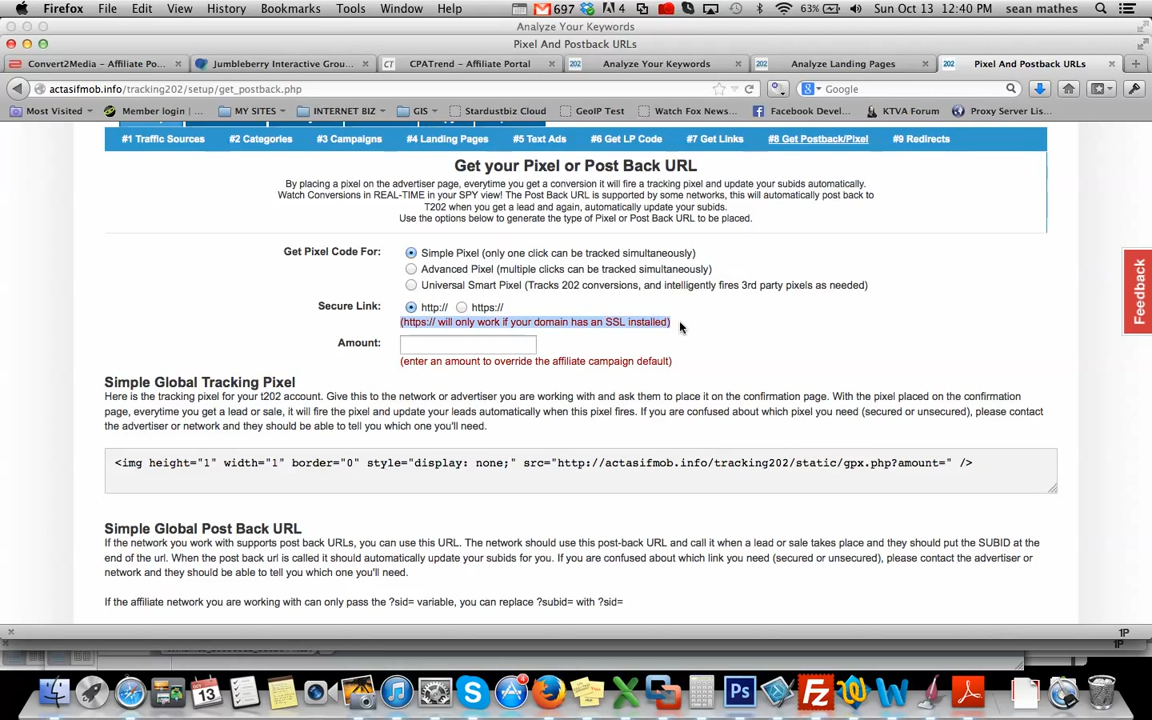 Firefox File Edit View History Bookmarks Tools Window Help 697 4 63% Sun Oct 13 12:40 PM sean mathes
Analyze Your Keywords
Pixel And Postback URLs
Convert2Media - Affiliate Po... Jumbleberry Interactive Grou... CT CPATrend - Affiliate Portal 202 Analyze Your Keywords 202 Analyze Landing Pages 202 Pixel And Postback URLs
actasifmob.info/tracking202/setup/get_postback.php Google
Most Visited Member login | ... MY SITES INTERNET BIZ GIS Stardustbiz Cloud GeoIP Test Watch Fox News... Facebook Devel... KTVA Forum Proxy Server Lis...
#1 Traffic Sources #2 Categories #3 Campaigns #4 Landing Pages #5 Text Ads #6 Get LP Code #7 Get Links #8 Get Postback/Pixel #9 Redirects
Get your Pixel or Post Back URL
By placing a pixel on the advertiser page, everytime you get a conversion it will fire a tracking pixel and update your subids automatically.
Watch Conversions in REAL-TIME in your SPY view! The Post Back URL is supported by some networks, this will automatically post back to
T202 when you get a lead and again, automatically update your subids.
Use the options below to generate the type of Pixel or Post Back URL to be placed.
Get Pixel Code For: Simple Pixel (only one click can be tracked simultaneously)
Advanced Pixel (multiple clicks can be tracked simultaneously)
Universal Smart Pixel (Tracks 202 conversions, and intelligently fires 3rd party pixels as needed)
Feedback
Secure Link: http:// https://
(https:// will only work if your domain has an SSL installed)
Amount:
(enter an amount to override the affiliate campaign default)
Simple Global Tracking Pixel
Here is the tracking pixel for your t202 account. Give this to the network or advertiser you are working with and ask them to place it on the confirmation page. With the pixel placed on the confirmation
page, everytime you get a lead or sale, it will fire the pixel and update your leads automatically when this pixel fires. If you are confused about which pixel you need (secured or unsecured), please contact
the advertiser or network and they should be able to tell you which one you'll need.
<img height="1" width="1" border="0" style="display: none;" src="http://actasifmob.info/tracking202/static/gpx.php?amount=" />
Simple Global Post Back URL
If the network you work with supports post back URLs, you can use this URL. The network should use this post-back URL and call it when a lead or sale takes place and they should put the SUBID at the
end of the url. When the post back url is called it should automatically update your subids for you. If you are confused about which link you need (secured or unsecured), please contact the advertiser or
network and they should be able to tell you which one you'll need.
If the affiliate network you are working with can only pass the ?sid= variable, you can replace ?subid= with ?sid=
1P